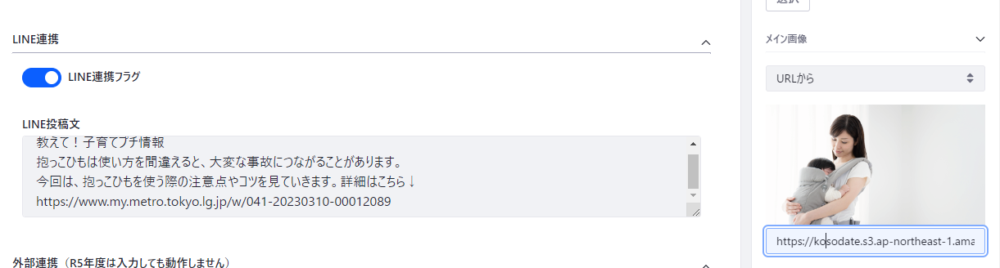 選択
LINE連携
メイン画像
LINE連携フラグ
URLから
LINE投稿文
教えて！子育てプチ情報
抱っこひもは使い方を間違えると、大変な事故につながることがあります。
今回は、抱っこひもを使う際の注意点やコツを見ていきます。詳細はこちら↓
https://www.my.metro.tokyo.lg.jp/w/041-20230310-00012089
https://kosodate.s3.ap-northeast-1.ama
外部連携（R5年度は入力しても動作しません）